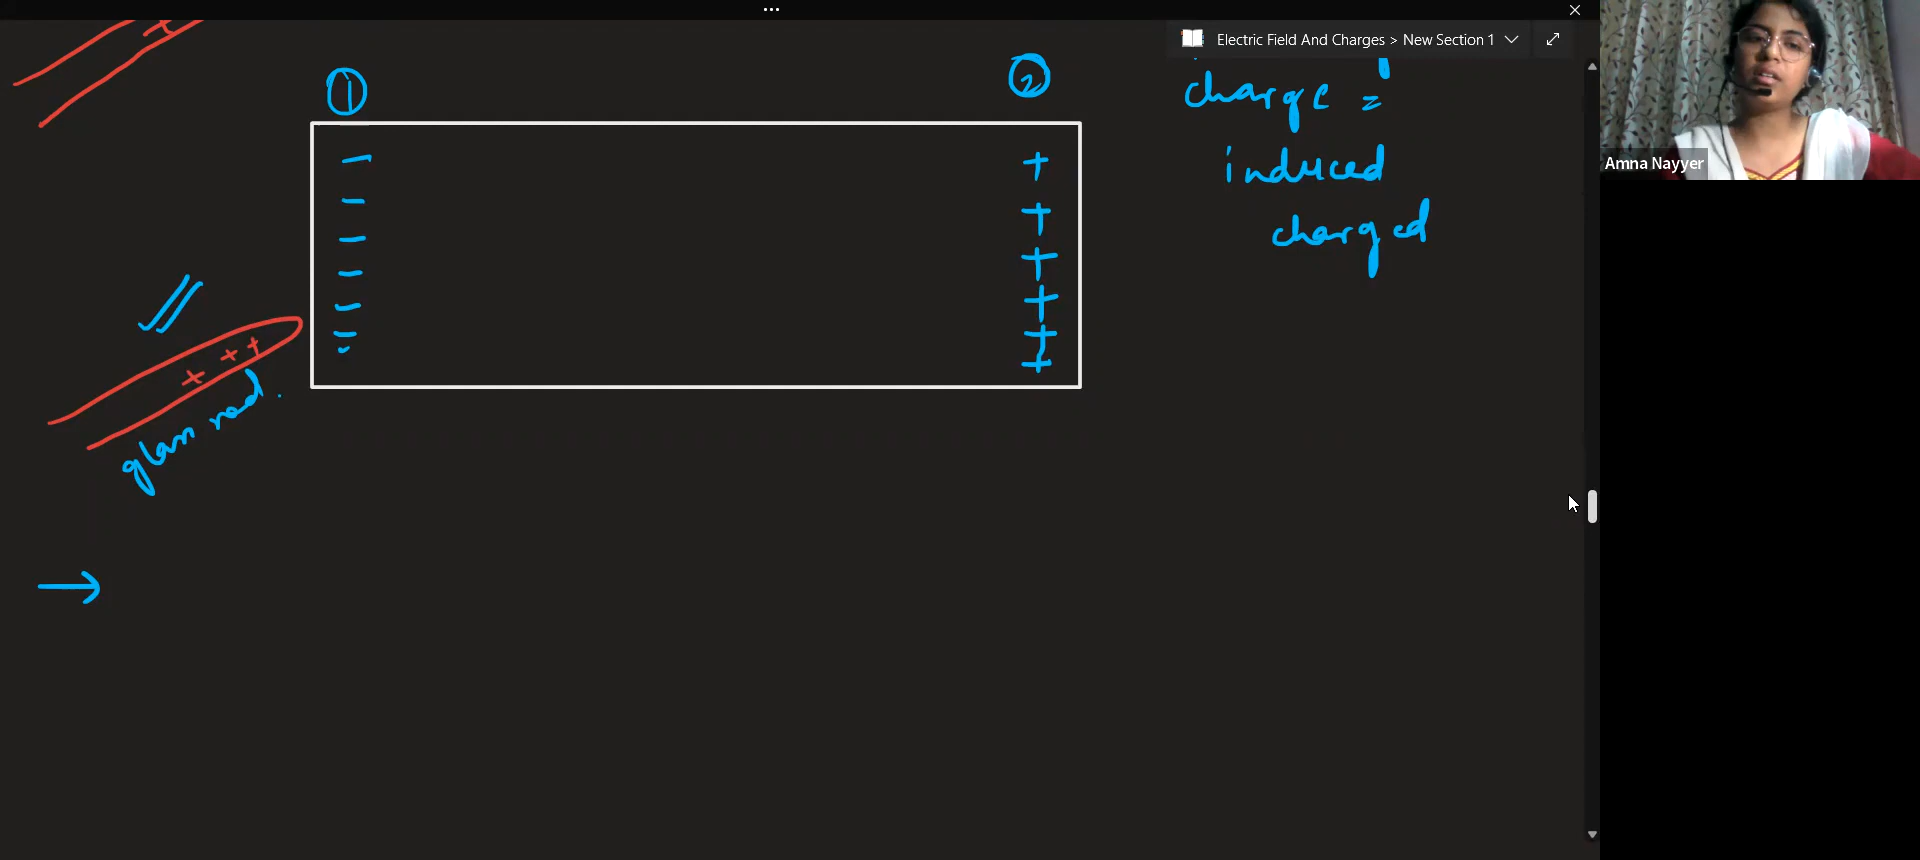 Electric Field And Charges > New Section 1
① ②
charge =
induced
charged
- +
- +
- +
- +
- +
- +
+ + +
glass rod.
→
Amna Nayyer